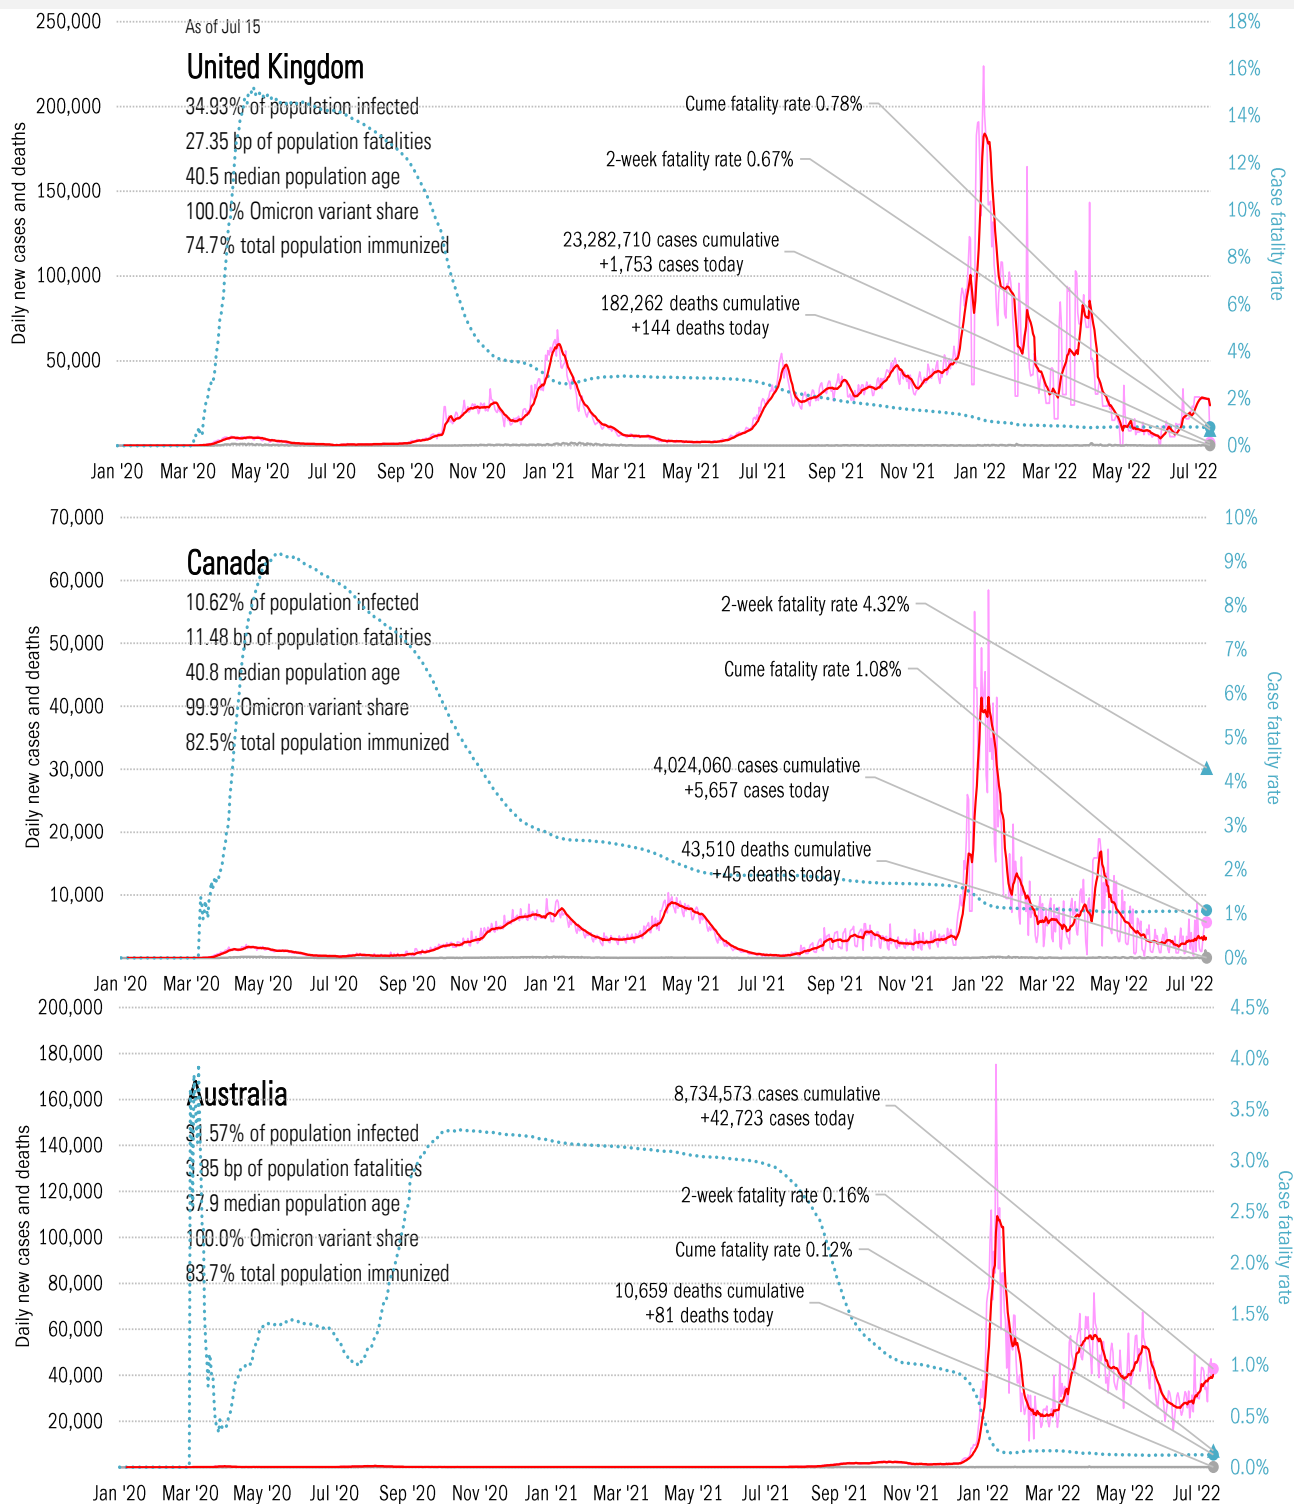 As of Jul 15
United Kingdom
34.93% of population infected
27.35 bp of population fatalities
40.5 median population age
100.0% Omicron variant share
74.7% total population immunized
Daily new cases and deaths
250,000
200,000
150,000
100,000
50,000
Cume fatality rate 0.78%
2-week fatality rate 0.67%
23,282,710 cases cumulative
+1,753 cases today
182,262 deaths cumulative
+144 deaths today
18%
16%
14%
12%
10%
8%
6%
4%
2%
0%
Case fatality rate
Jan '20 Mar '20 May '20 Jul '20 Sep '20 Nov '20 Jan '21 Mar '21 May '21 Jul '21 Sep '21 Nov '21 Jan '22 Mar '22 May '22 Jul '22
Canada
10.62% of population infected
11.48 bp of population fatalities
40.8 median population age
99.9% Omicron variant share
82.5% total population immunized
Daily new cases and deaths
70,000
60,000
50,000
40,000
30,000
20,000
10,000
2-week fatality rate 4.32%
Cume fatality rate 1.08%
4,024,060 cases cumulative
+5,657 cases today
43,510 deaths cumulative
+45 deaths today
10%
9%
8%
7%
6%
5%
4%
3%
2%
1%
0%
Case fatality rate
Jan '20 Mar '20 May '20 Jul '20 Sep '20 Nov '20 Jan '21 Mar '21 May '21 Jul '21 Sep '21 Nov '21 Jan '22 Mar '22 May '22 Jul '22
Australia
31.57% of population infected
3.85 bp of population fatalities
37.9 median population age
100.0% Omicron variant share
83.7% total population immunized
Daily new cases and deaths
200,000
180,000
160,000
140,000
120,000
100,000
80,000
60,000
40,000
20,000
8,734,573 cases cumulative
+42,723 cases today
2-week fatality rate 0.16%
Cume fatality rate 0.12%
10,659 deaths cumulative
+81 deaths today
4.5%
4.0%
3.5%
3.0%
2.5%
2.0%
1.5%
1.0%
0.5%
0.0%
Case fatality rate
Jan '20 Mar '20 May '20 Jul '20 Sep '20 Nov '20 Jan '21 Mar '21 May '21 Jul '21 Sep '21 Nov '21 Jan '22 Mar '22 May '22 Jul '22